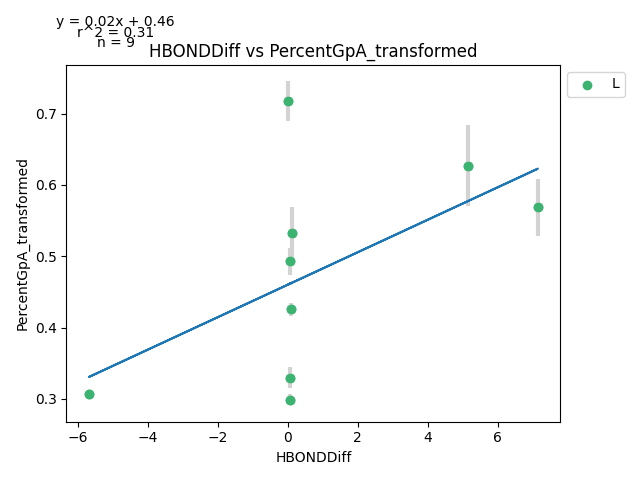 y = 0.02x + 0.46
r^2 = 0.31
n = 9
HBONDDiff vs PercentGpA_transformed
L
PercentGpA_transformed
0.7
0.6
0.5
0.4
0.3
−6
−4
−2
0
2
4
6
HBONDDiff